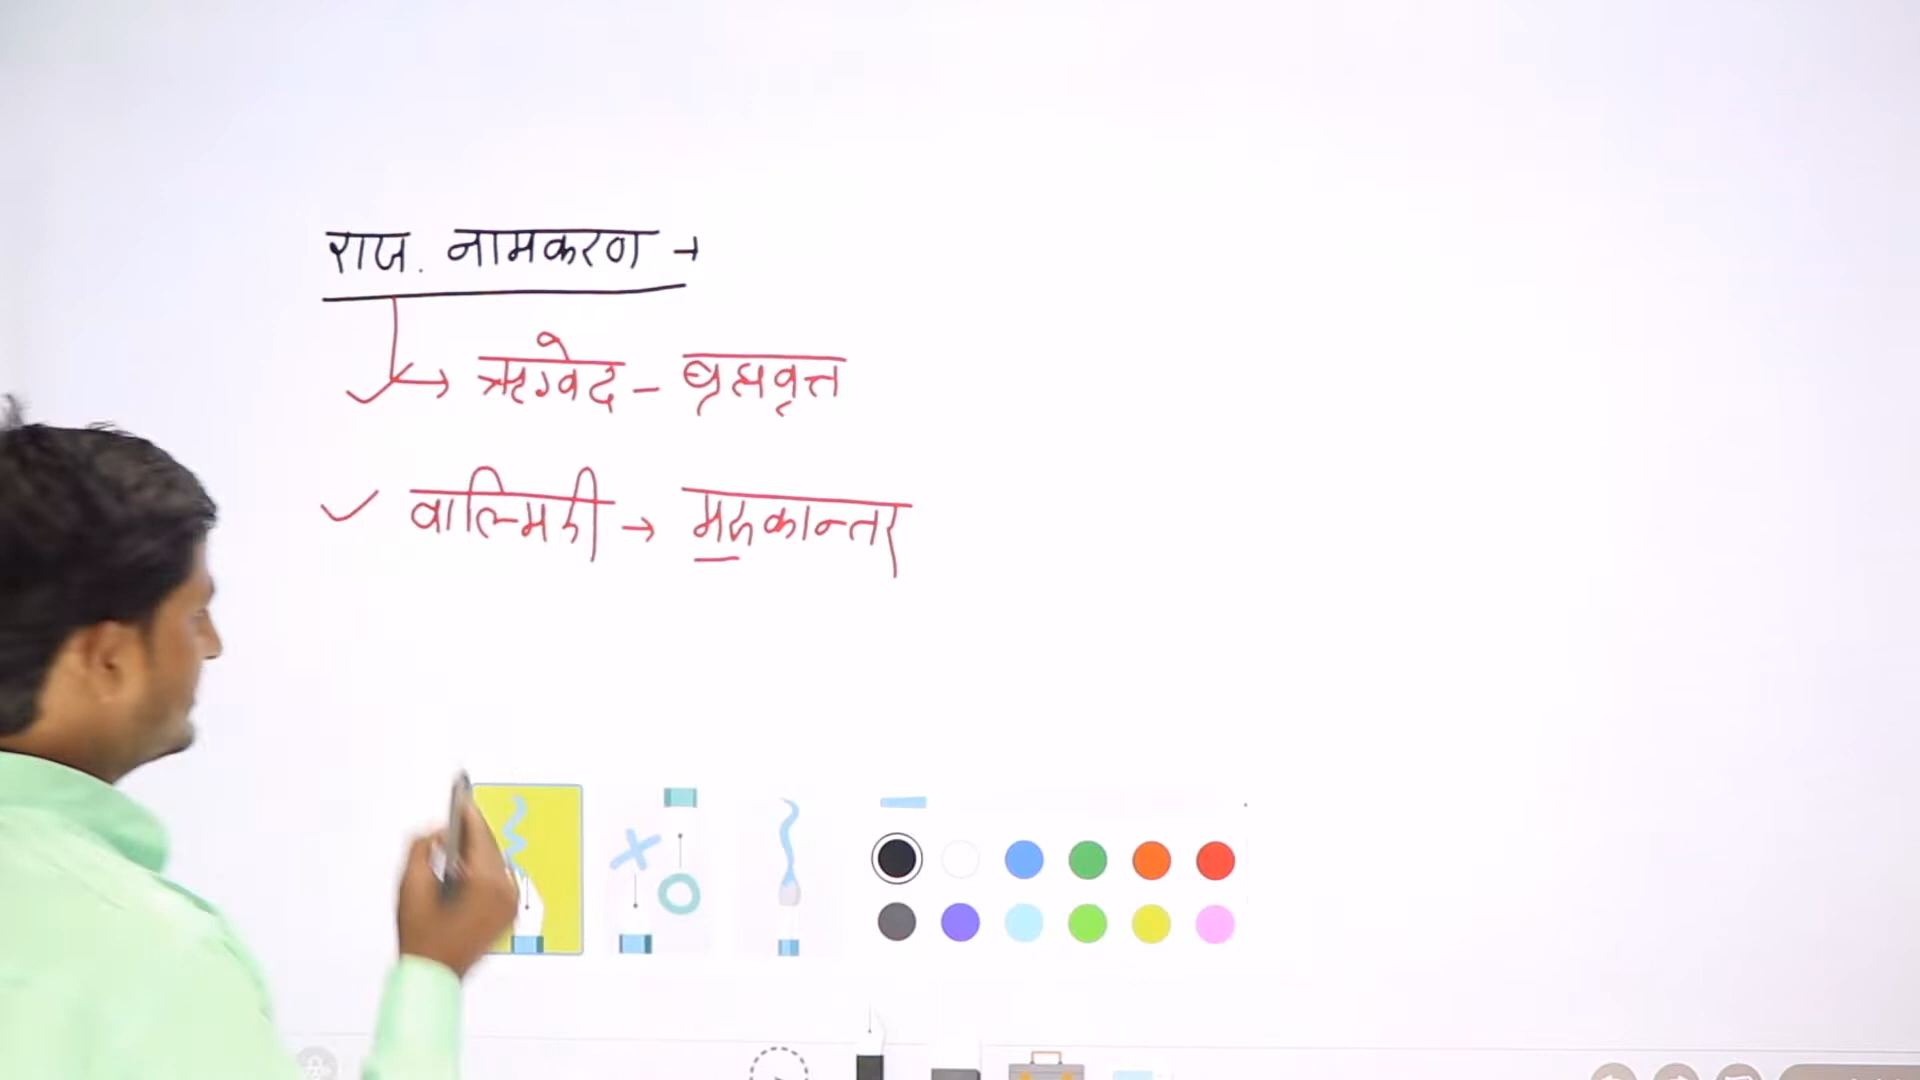 राज. नामकरण →
→ ऋग्वेद - ब्रह्मवृत्त
वाल्मिकी → मरूकान्तर